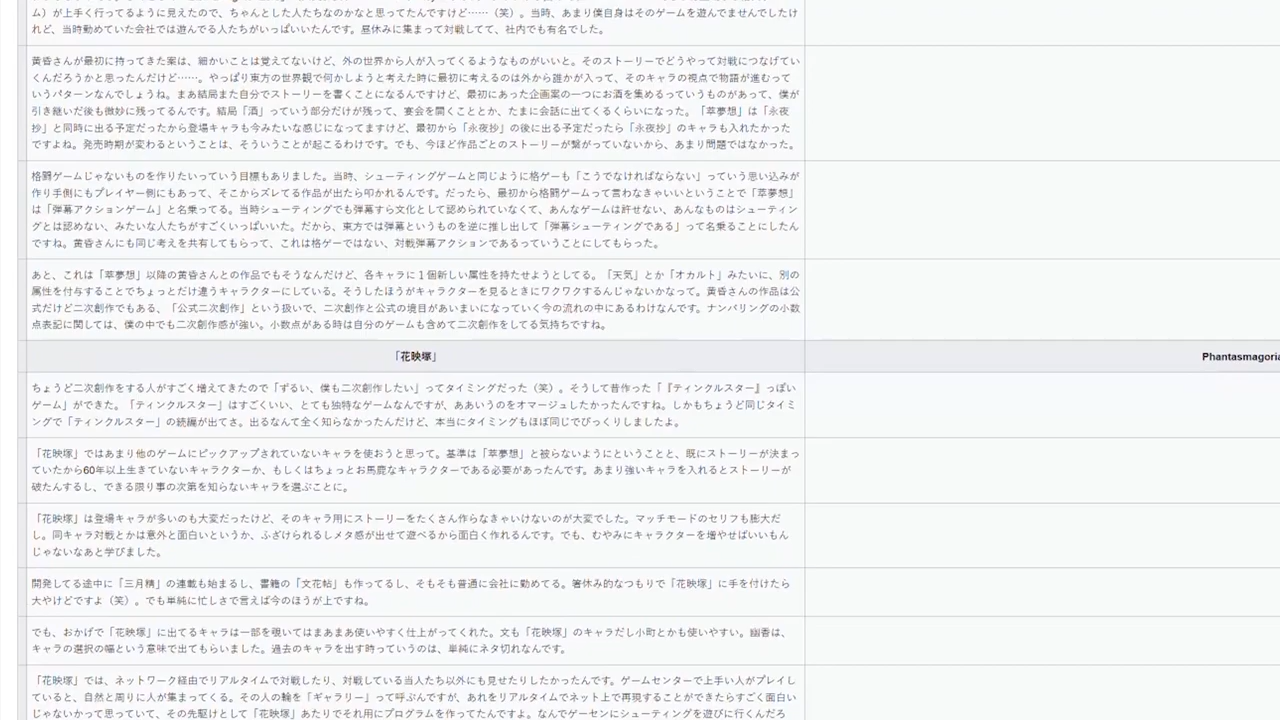 ム）が上手く行ってるように見えたので、ちゃんとした人たちなのかなと思ってたんですけど……（笑）。当時、あまり僕自身はそのゲームを遊んでませんでしたけ
れど、当時勤めていた会社では遊んでる人たちがいっぱいいたんです。昼休みに集まって対戦してて、社内でも有名でした。
黄昏さんが最初に持ってきた案は、細かいことは覚えてないけど、外の世界から人が入ってくるようなものがいいと。そのストーリーでどうやって対戦につなげてい
くんだろうかと思ったんだけど……。やっぱり東方の世界観で何かしようと考えた時に最初に考えるのは外から誰かが入って、そのキャラの視点で物語が進むって
いうパターンなんでしょうね。まあ結局また自分でストーリーを書くことになるんですけど、最初にあった企画案の一つにお酒を集めるっていうものがあって、僕が
引き継いだ後も微妙に残ってるんです。結局「酒」っていう部分だけが残って、宴会を開くこととか、たまに会話に出てくるくらいになった。「萃夢想」は「永夜
抄」と同時に出る予定だったから登場キャラも今みたいな感じになってますけど、最初から「永夜抄」の後に出る予定だったら「永夜抄」のキャラも入れたかった
ですよね。発売時期が変わるということは、そういうことが起こるわけです。でも、今ほど作品ごとのストーリーが繋がっていないから、あまり問題ではなかった。
格闘ゲームじゃないものを作りたいっていう目標もありました。当時、シューティングゲームと同じように格ゲーも「こうでなければならない」っていう思い込みが
作り手側にもプレイヤー側にもあって、そこからズレてる作品が出たら叩かれるんです。だったら、最初から格闘ゲームって言わなきゃいいということで「萃夢想」
は「弾幕アクションゲーム」と名乗ってる。当時シューティングでも弾幕すら文化として認められていなくて、あんなゲームは許せない、あんなものはシューティン
グとは認めない、みたいな人たちがすごくいっぱいいた。だから、東方では弾幕というものを逆に推し出して「弾幕シューティングである」って名乗ることにしたん
ですね。黄昏さんにも同じ考えを共有してもらって、これは格ゲーではない、対戦弾幕アクションであるっていうことにしてもらった。
あと、これは「萃夢想」以降の黄昏さんとの作品でもそうなんだけど、各キャラに１個新しい属性を持たせようとしてる。「天気」とか「オカルト」みたいに、別の
属性を付与することでちょっとだけ違うキャラクターにしている。そうしたほうがキャラクターを見るときにワクワクするんじゃないかなって。黄昏さんの作品は公
式だけど二次創作でもある、「公式二次創作」という扱いで、二次創作と公式の境目があいまいになっていく今の流れの中にあるわけなんです。ナンバリングの小数
点表記に関しては、僕の中でも二次創作感が強い。小数点がある時は自分のゲームも含めて二次創作をしてる気持ちですね。
「花映塚」
Phantasmagoria
ちょうど二次創作をする人がすごく増えてきたので「ずるい、僕も二次創作したい」ってタイミングだった（笑）。そうして昔作った「『ティンクルスター』っぽい
ゲーム」ができた。「ティンクルスター」はすごくいい、とても独特なゲームなんですが、ああいうのをオマージュしたかったんですね。しかもちょうど同じタイミ
ングで「ティンクルスター」の続編が出てさ。出るなんて全く知らなかったんだけど、本当にタイミングもほぼ同じでびっくりしましたよ。
「花映塚」ではあまり他のゲームにピックアップされていないキャラを使おうと思って。基準は「萃夢想」と被らないようにということと、既にストーリーが決まっ
ていたから60年以上生きていないキャラクターか、もしくはちょっとお馬鹿なキャラクターである必要があったんです。あまり強いキャラを入れるとストーリーが
破たんするし、できる限り事の次第を知らないキャラを選ぶことに。
「花映塚」は登場キャラが多いのも大変だったけど、そのキャラ用にストーリーをたくさん作らなきゃいけないのが大変でした。マッチモードのセリフも膨大だ
し。同キャラ対戦とかは意外と面白いというか、ふざけられるしメタ感が出せて遊べるから面白く作れるんです。でも、むやみにキャラクターを増やせばいいもん
じゃないなあと学びました。
開発してる途中に「三月精」の連載も始まるし、書籍の「文花帖」も作ってるし、そもそも普通に会社に勤めてる。箸休み的なつもりで「花映塚」に手を付けたら
大やけどですよ（笑）。でも単純に忙しさで言えば今のほうが上ですね。
でも、おかげで「花映塚」に出てるキャラは一部を覗いてはまあまあ使いやすく仕上がってくれた。文も「花映塚」のキャラだし小町とかも使いやすい。幽香は、
キャラの選択の幅という意味で出てもらいました。過去のキャラを出す時っていうのは、単純にネタ切れなんです。
「花映塚」では、ネットワーク経由でリアルタイムで対戦したり、対戦している当人たち以外にも見せたりしたかったんです。ゲームセンターで上手い人がプレイし
ていると、自然と周りに人が集まってくる。その人の輪を「ギャラリー」って呼ぶんですが、あれをリアルタイムでネット上で再現することができたらすごく面白い
じゃないかって思っていて、その先駆けとして「花映塚」あたりでそれ用にプログラムを作ってたんですよ。なんでゲーセンにシューティングを遊びに行くんだろ